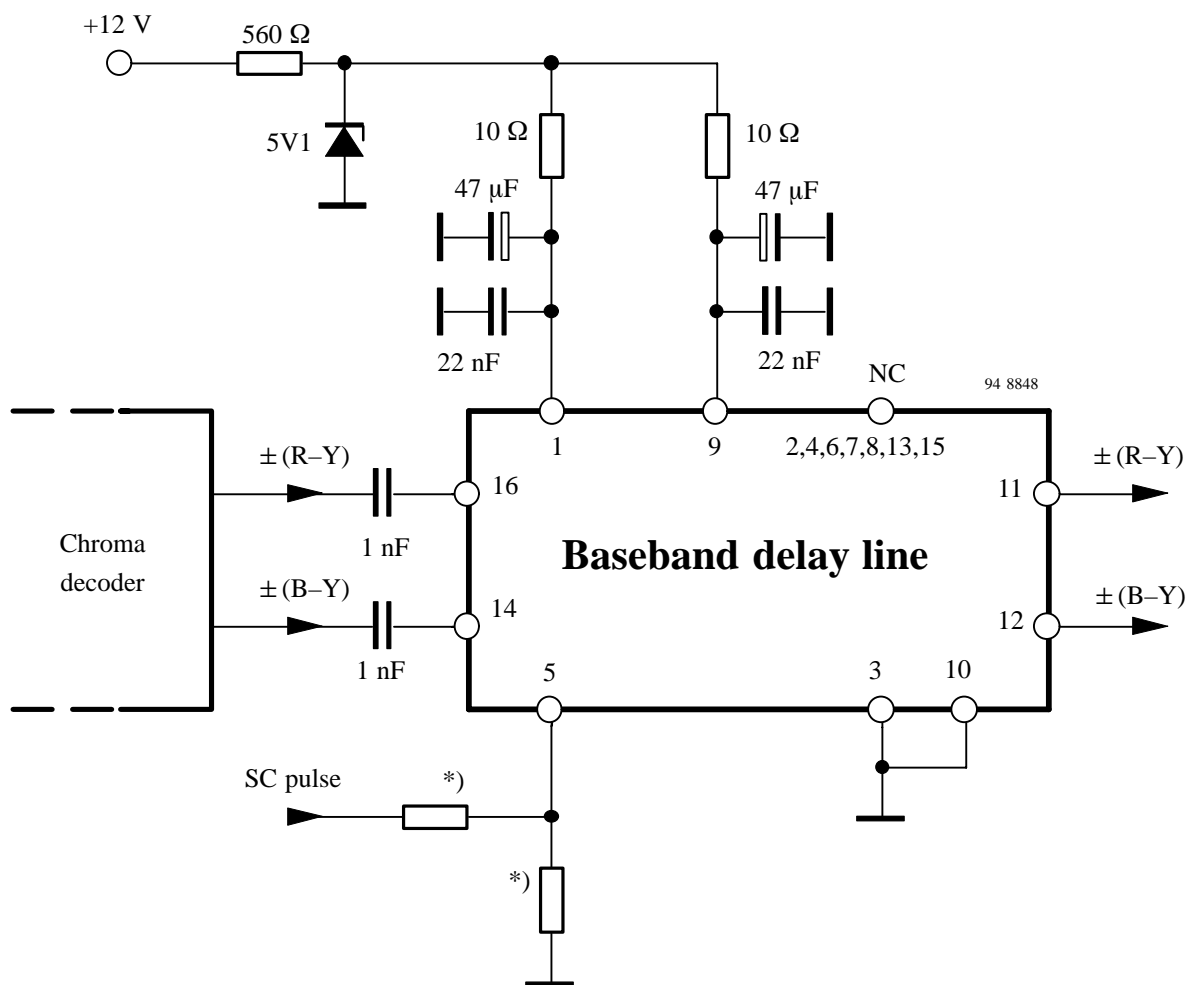 +12 V
560 Ω
5V1
10 Ω
10 Ω
47 μF
47 μF
22 nF
22 nF
NC
94 8848
1
9
2,4,6,7,8,13,15
± (R–Y)
16
11
± (R–Y)
1 nF
Chroma
decoder
Baseband delay line
± (B–Y)
14
12
± (B–Y)
1 nF
5
3
10
SC pulse
*)
*)